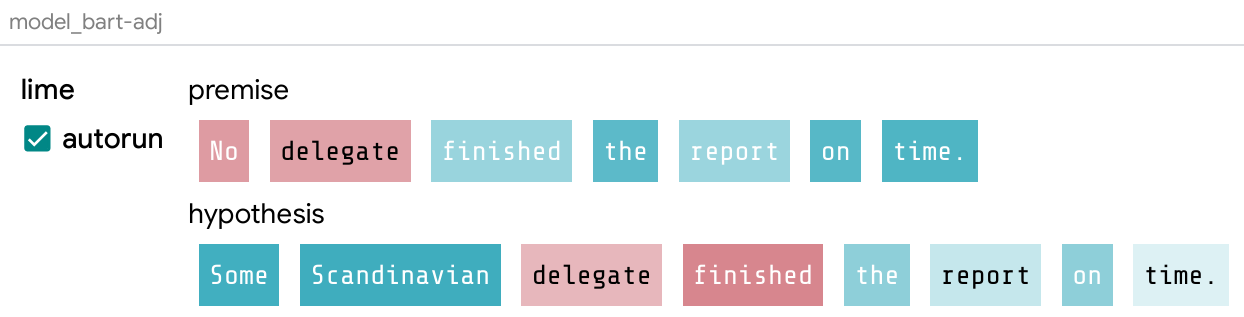 model_bart-adj
lime
autorun
premise
No delegate finished the report on time.
hypothesis
Some Scandinavian delegate finished the report on time.